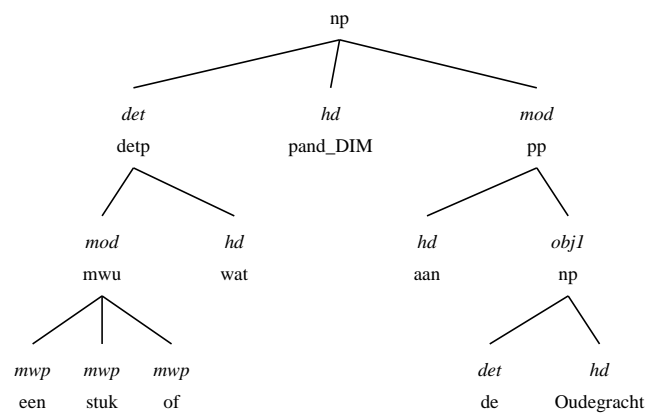 np
det hd mod
detp pand_DIM pp
mod hd hd obj1
mwu wat aan np
mwp mwp mwp det hd
een stuk of de Oudegracht